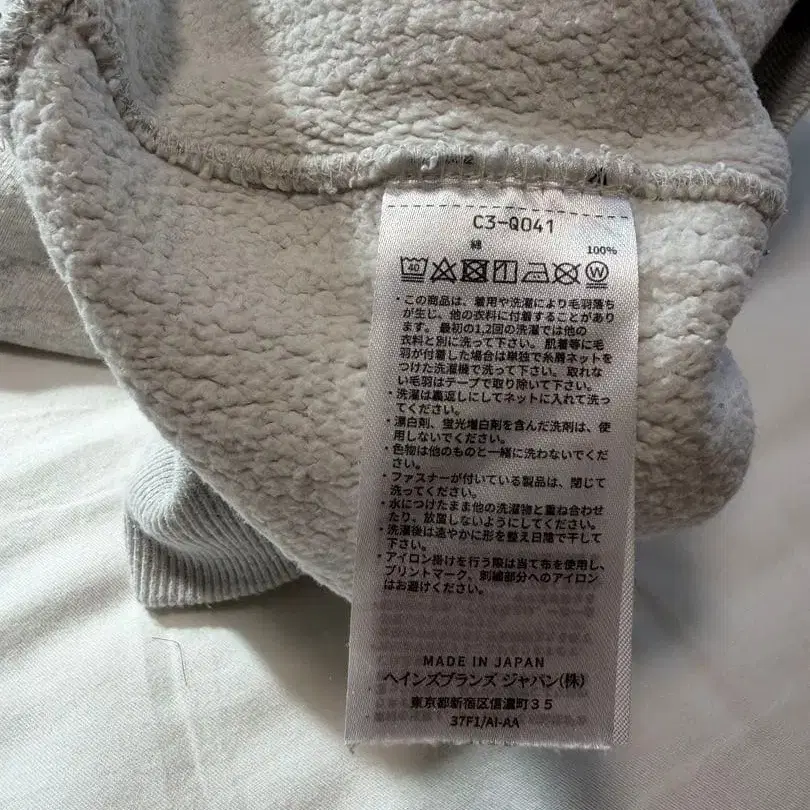 C3-Q041
綿 100%
40
・この商品は、着用や洗濯により毛羽落ち
が生じ、他の衣料に付着することがあり
ます。最初の1,2回の洗濯では他の
衣料と別に洗って下さい。肌着等に毛
羽が付着した場合は単独で糸屑ネットを
つけた洗濯機で洗って下さい。取れな
い毛羽はテープで取り除いて下さい。
・洗濯は裏返しにしてネットに入れて洗っ
てください。
・漂白剤、蛍光増白剤を含んだ洗剤は、使
用しないでください。
・色物は他のものと一緒に洗わないでくだ
さい。
・ファスナーが付いている製品は、閉じて
洗ってください。
・水につけたまま他の洗濯物と重ね合わせ
たり、放置しないようにしてください。
・洗濯後は速やかに形を整え日陰で干して
下さい。
・アイロン掛けを行う際は当て布を使用し、
プリントマーク、刺繍部分へのアイロン
はお避けください。
MADE IN JAPAN
ヘインズブランズ ジャパン(株)
東京都新宿区信濃町35
37F1/AI-AA